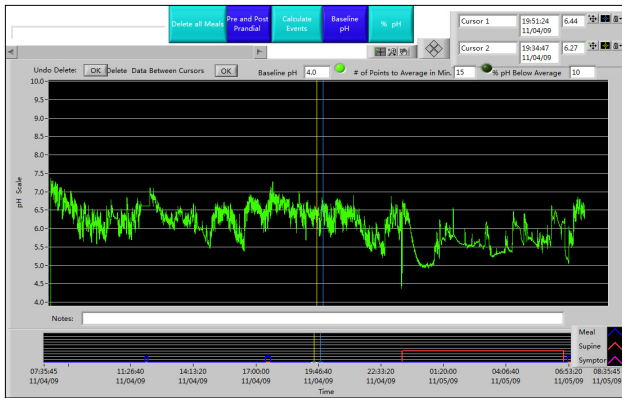 Delete all Meals
Pre and Post Prandial
Calculate Events
Baseline pH
% pH
Cursor 1
19:51:24
11/04/09
6.44
Cursor 2
19:34:47
11/04/09
6.27
Undo Delete: OK Delete Data Between Cursors OK Baseline pH 4.0 # of Points to Average in Min. 15 % pH Below Average 10
pH Scale
10.0
9.5
9.0
8.5
8.0
7.5
7.0
6.5
6.0
5.5
5.0
4.5
4.0
Notes:
Meal
Supine
Symptor
07:35:45 11:26:40 14:13:20 17:00:00 19:46:40 22:33:20 01:20:00 04:06:40 06:53:20 08:35:45
11/04/09 11/04/09 11/04/09 11/04/09 11/04/09 11/04/09 11/05/09 11/05/09 11/05/09 11/05/09
Time